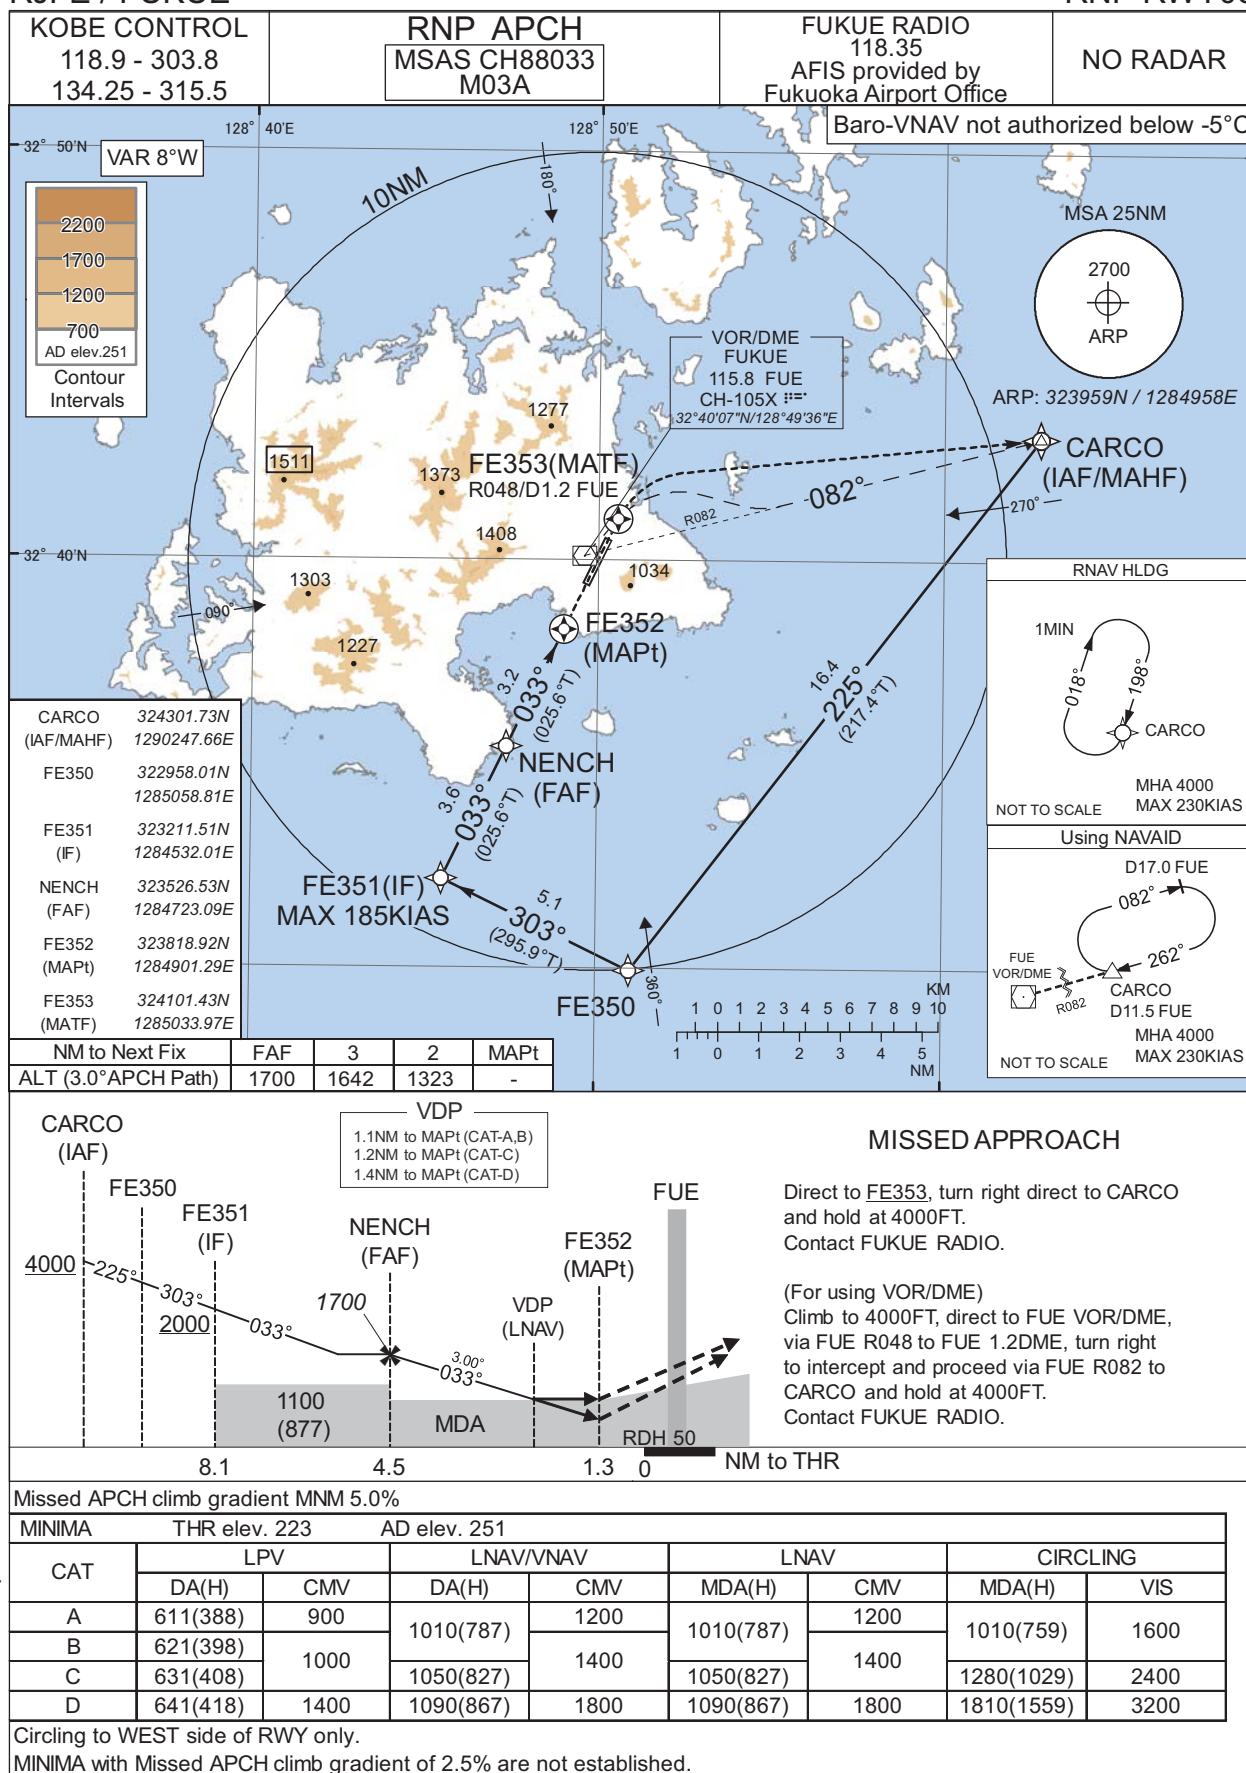 KOBE CONTROL
118.9 - 303.8
134.25 - 315.5
RNP APCH
MSAS CH88033
M03A
FUKUE RADIO
118.35
AFIS provided by
Fukuoka Airport Office
NO RADAR
Baro-VNAV not authorized below -5°C
128° 40'E
128° 50'E
32° 50'N
VAR 8°W
10NM
180°
2200
1700
1200
700
AD elev.251
Contour
Intervals
MSA 25NM
2700
ARP
ARP: 323959N / 1284958E
VOR/DME
FUKUE
115.8 FUE
CH-105X
32°40'07"N/128°49'36"E
1277
1511
1373
FE353(MATF)
R048/D1.2 FUE
CARCO
(IAF/MAHF)
082°
R082
270°
1408
32° 40'N
1303
1034
090°
1227
FE352
(MAPt)
3.2
033°
(025.6°T)
16.4
225°
(217.4°T)
NENCH
(FAF)
3.6
033°
(025.6°T)
FE351(IF)
MAX 185KIAS
5.1
303°
(295.9°T)
FE350
360°
RNAV HLDG
1MIN
018°
198°
CARCO
MHA 4000
MAX 230KIAS
NOT TO SCALE
Using NAVAID
D17.0 FUE
082°
262°
FUE
VOR/DME
R082
CARCO
D11.5 FUE
MHA 4000
MAX 230KIAS
NOT TO SCALE
CARCO 324301.73N
(IAF/MAHF) 1290247.66E
FE350 322958.01N
1285058.81E
FE351 323211.51N
(IF) 1284532.01E
NENCH 323526.53N
(FAF) 1284723.09E
FE352 323818.92N
(MAPt) 1284901.29E
FE353 324101.43N
(MATF) 1285033.97E
KM
1 0 1 2 3 4 5 6 7 8 9 10
1 0 1 2 3 4 5
NM
NM to Next Fix FAF 3 2 MAPt
ALT (3.0°APCH Path) 1700 1642 1323 -
VDP
1.1NM to MAPt (CAT-A,B)
1.2NM to MAPt (CAT-C)
1.4NM to MAPt (CAT-D)
CARCO
(IAF)
FE350
FE351
(IF)
NENCH
(FAF)
FE352
(MAPt)
FUE
4000
225°
303°
2000
033°
1700
VDP
(LNAV)
3.00°
033°
1100
(877)
MDA
RDH 50
8.1 4.5 1.3 0 NM to THR
MISSED APPROACH
Direct to FE353, turn right direct to CARCO
and hold at 4000FT.
Contact FUKUE RADIO.
(For using VOR/DME)
Climb to 4000FT, direct to FUE VOR/DME,
via FUE R048 to FUE 1.2DME, turn right
to intercept and proceed via FUE R082 to
CARCO and hold at 4000FT.
Contact FUKUE RADIO.
Missed APCH climb gradient MNM 5.0%
MINIMA THR elev. 223 AD elev. 251
CAT LPV LNAV/VNAV LNAV CIRCLING
DA(H) CMV DA(H) CMV MDA(H) CMV MDA(H) VIS
A 611(388) 900 1010(787) 1200 1010(787) 1200 1010(759) 1600
B 621(398) 1000 1400 1400
C 631(408) 1050(827) 1050(827) 1280(1029) 2400
D 641(418) 1400 1090(867) 1800 1090(867) 1800 1810(1559) 3200
Circling to WEST side of RWY only.
MINIMA with Missed APCH climb gradient of 2.5% are not established.